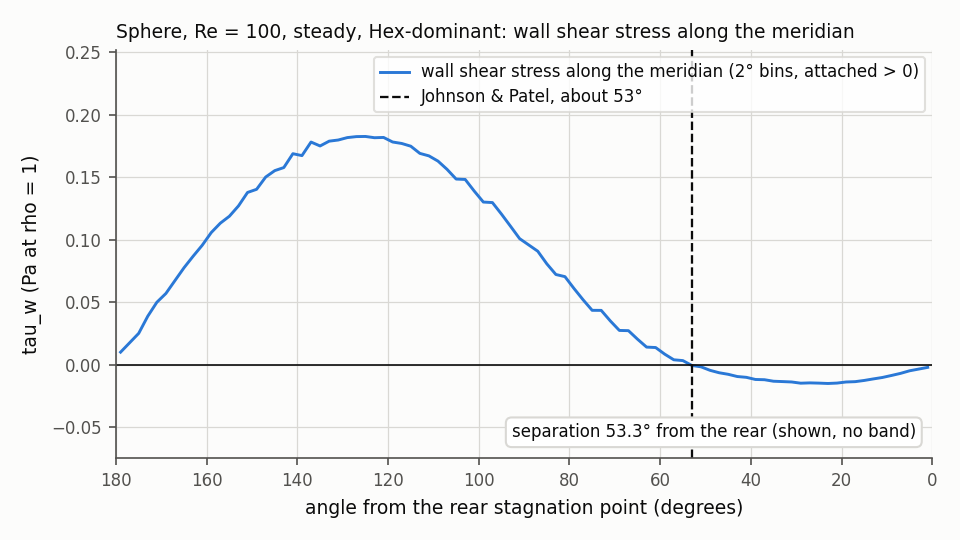 Sphere, Re = 100, steady, Hex-dominant: wall shear stress along the meridian
wall shear stress along the meridian (2° bins, attached > 0)
Johnson & Patel, about 53°
tau_w (Pa at rho = 1)
0.25
0.20
0.15
0.10
0.05
0.00
−0.05
separation 53.3° from the rear (shown, no band)
180 160 140 120 100 80 60 40 20 0
angle from the rear stagnation point (degrees)